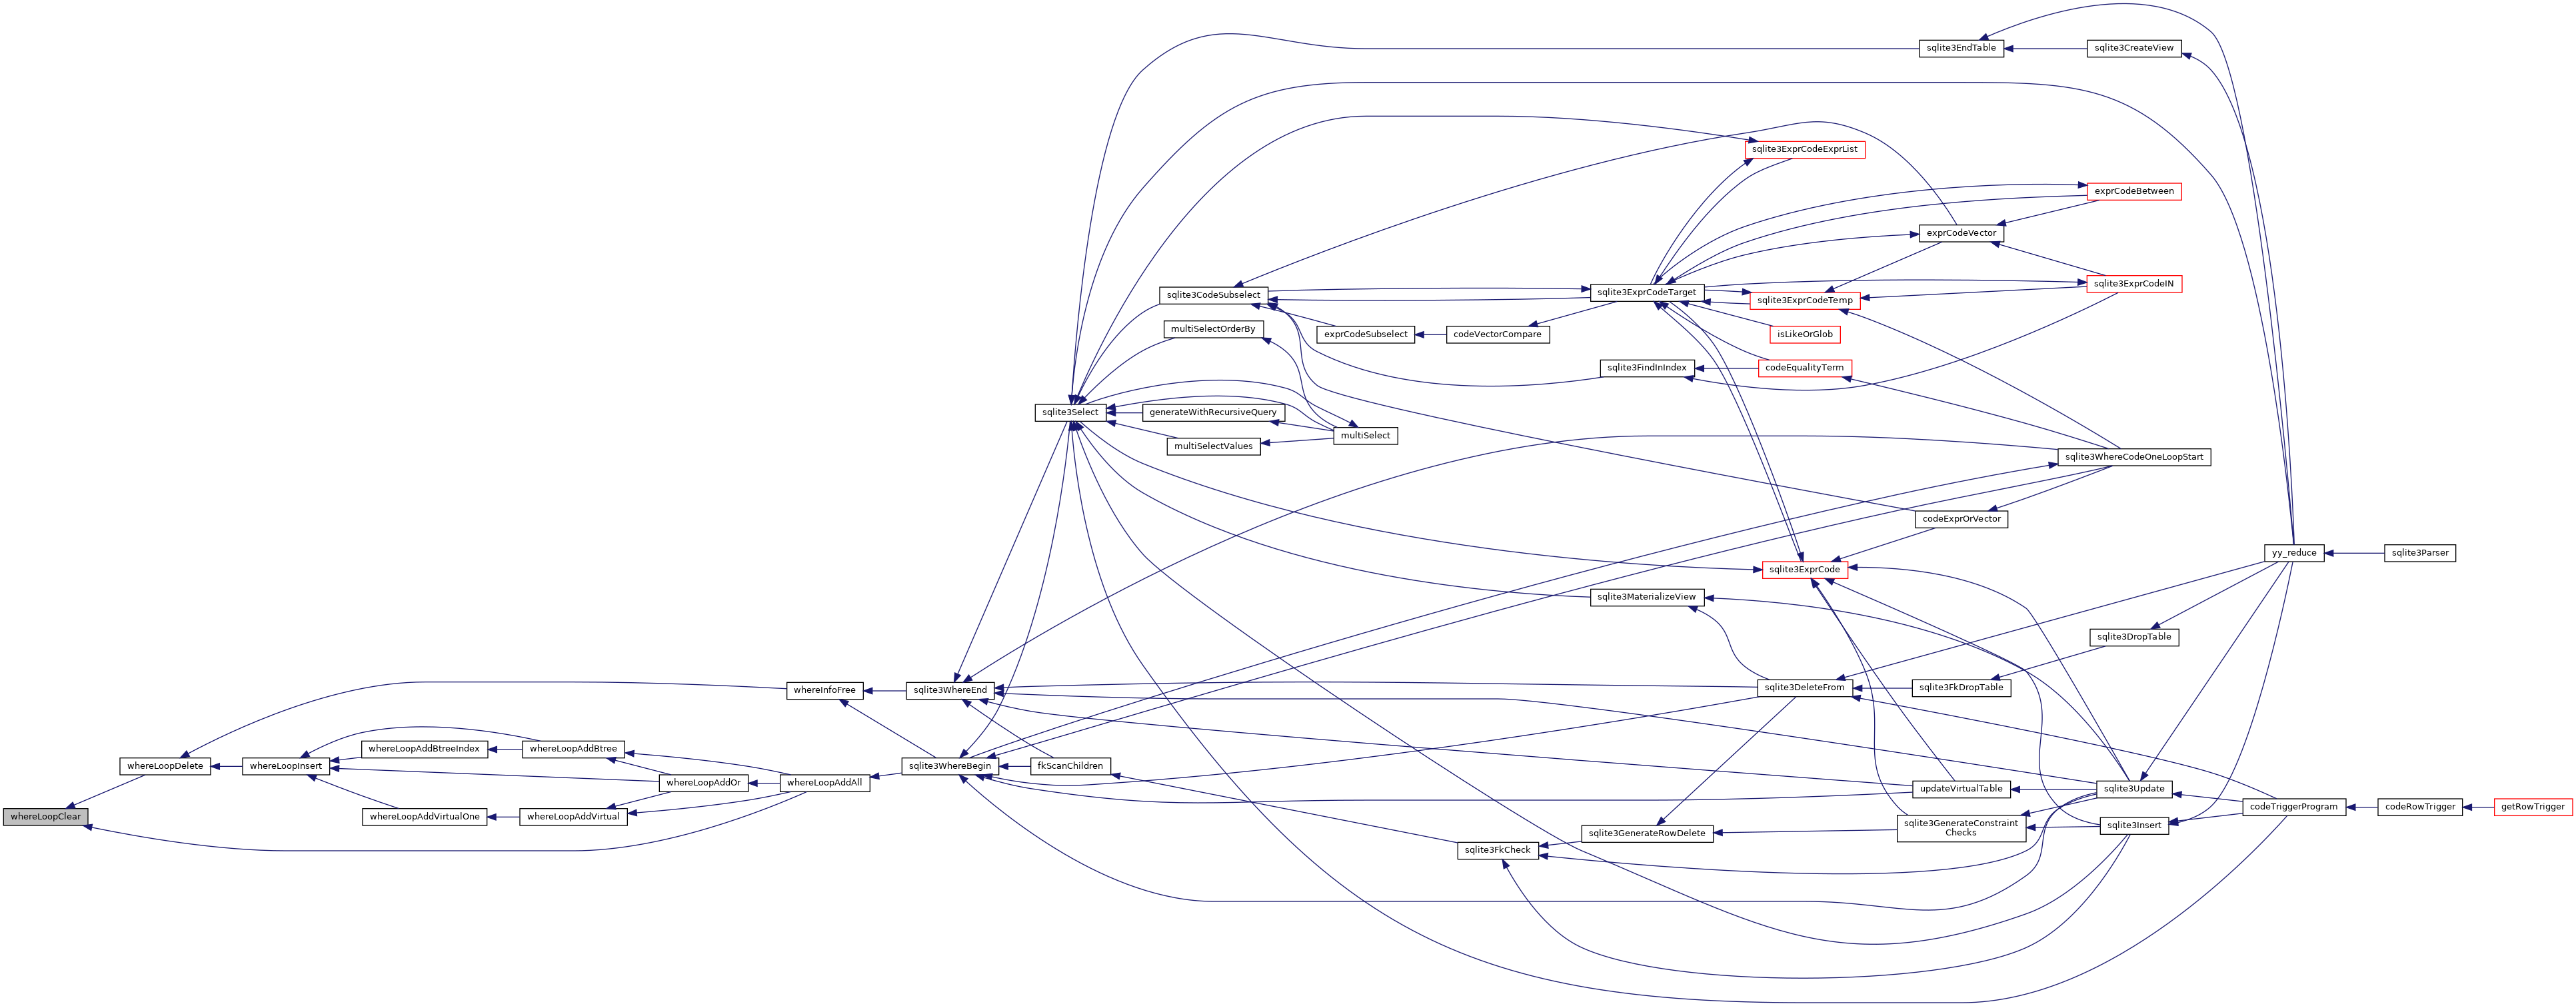 sqlite3EndTable
sqlite3CreateView
sqlite3ExprCodeExprList
exprCodeBetween
exprCodeVector
sqlite3ExprCodeIN
sqlite3CodeSubselect
sqlite3ExprCodeTarget
sqlite3ExprCodeTemp
multiSelectOrderBy
exprCodeSubselect
codeVectorCompare
isLikeOrGlob
sqlite3FindInIndex
codeEqualityTerm
sqlite3Select
generateWithRecursiveQuery
multiSelect
multiSelectValues
sqlite3WhereCodeOneLoopStart
codeExprOrVector
yy_reduce
sqlite3Parser
sqlite3ExprCode
sqlite3MaterializeView
sqlite3DropTable
whereInfoFree
sqlite3WhereEnd
sqlite3DeleteFrom
sqlite3FkDropTable
whereLoopAddBtreeIndex
whereLoopAddBtree
whereLoopDelete
whereLoopInsert
sqlite3WhereBegin
fkScanChildren
whereLoopAddOr
whereLoopAddAll
updateVirtualTable
sqlite3Update
codeTriggerProgram
codeRowTrigger
getRowTrigger
whereLoopClear
whereLoopAddVirtualOne
whereLoopAddVirtual
sqlite3GenerateConstraint
Checks
sqlite3Insert
sqlite3GenerateRowDelete
sqlite3FkCheck